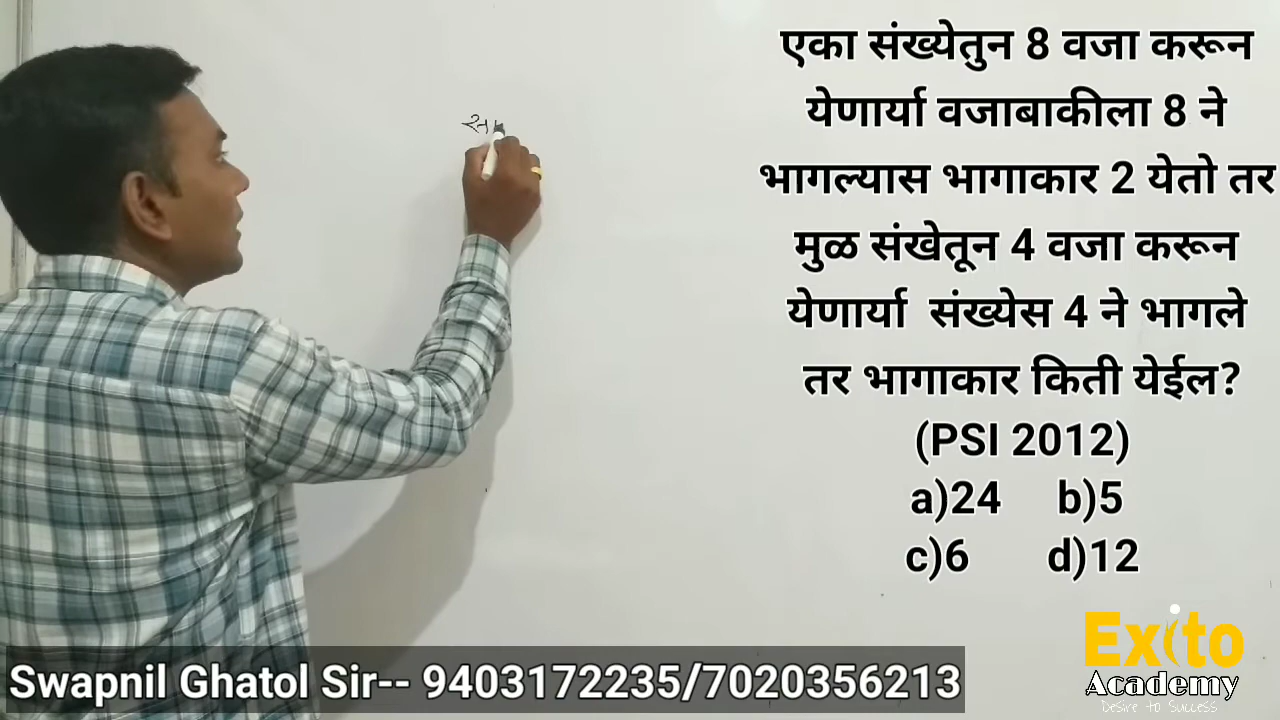 एका संख्येतुन 8 वजा करून
येणार्या वजाबाकीला 8 ने
भागल्यास भागाकार 2 येतो तर
मुळ संखेतून 4 वजा करून
येणार्या संख्येस 4 ने भागले
तर भागाकार किती येईल?
(PSI 2012)
a)24 b)5
c)6 d)12
Exito
Academy
Desire to Success
Swapnil Ghatol Sir-- 9403172235/7020356213